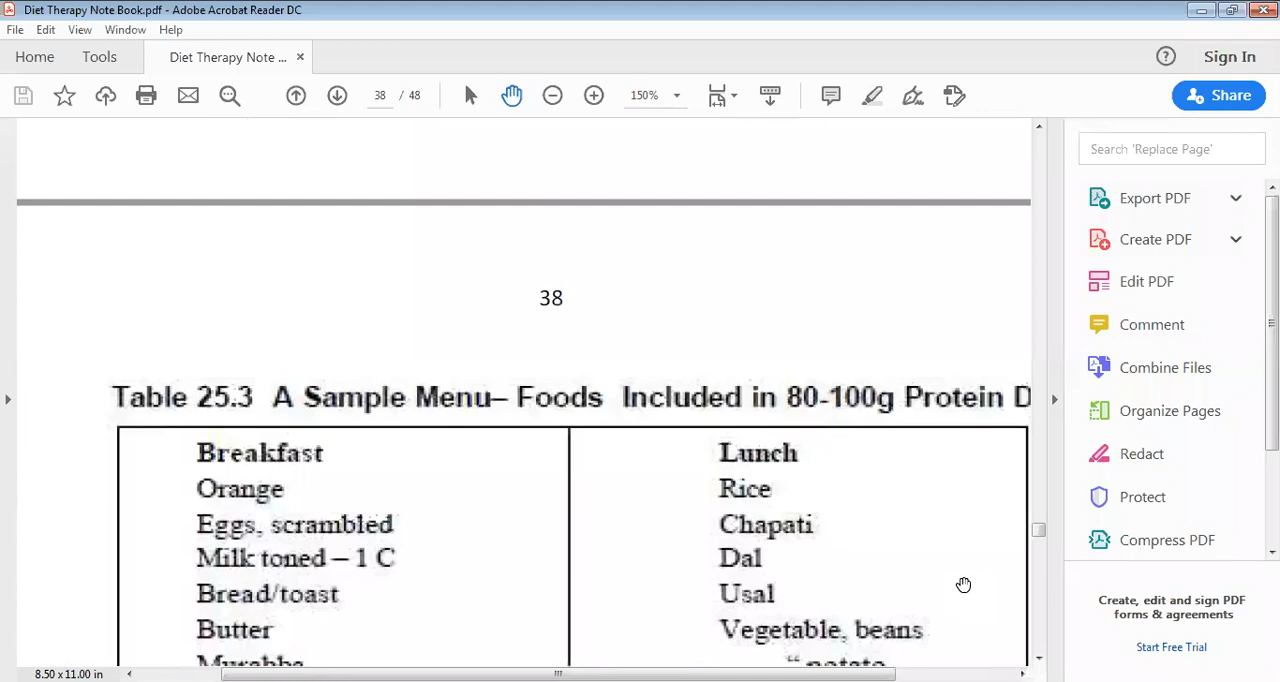 Diet Therapy Note Book.pdf - Adobe Acrobat Reader DC
File Edit View Window Help
Home Tools Diet Therapy Note ... × Sign In
38 / 48 150% Share
38
Table 25.3 A Sample Menu– Foods Included in 80-100g Protein D
Breakfast
Orange
Eggs, scrambled
Milk toned – 1 C
Bread/toast
Butter
Murabba
Lunch
Rice
Chapati
Dal
Usal
Vegetable, beans
“ potato
Search 'Replace Page'
Export PDF
Create PDF
Edit PDF
Comment
Combine Files
Organize Pages
Redact
Protect
Compress PDF
Create, edit and sign PDF
forms & agreements
Start Free Trial
8.50 x 11.00 in